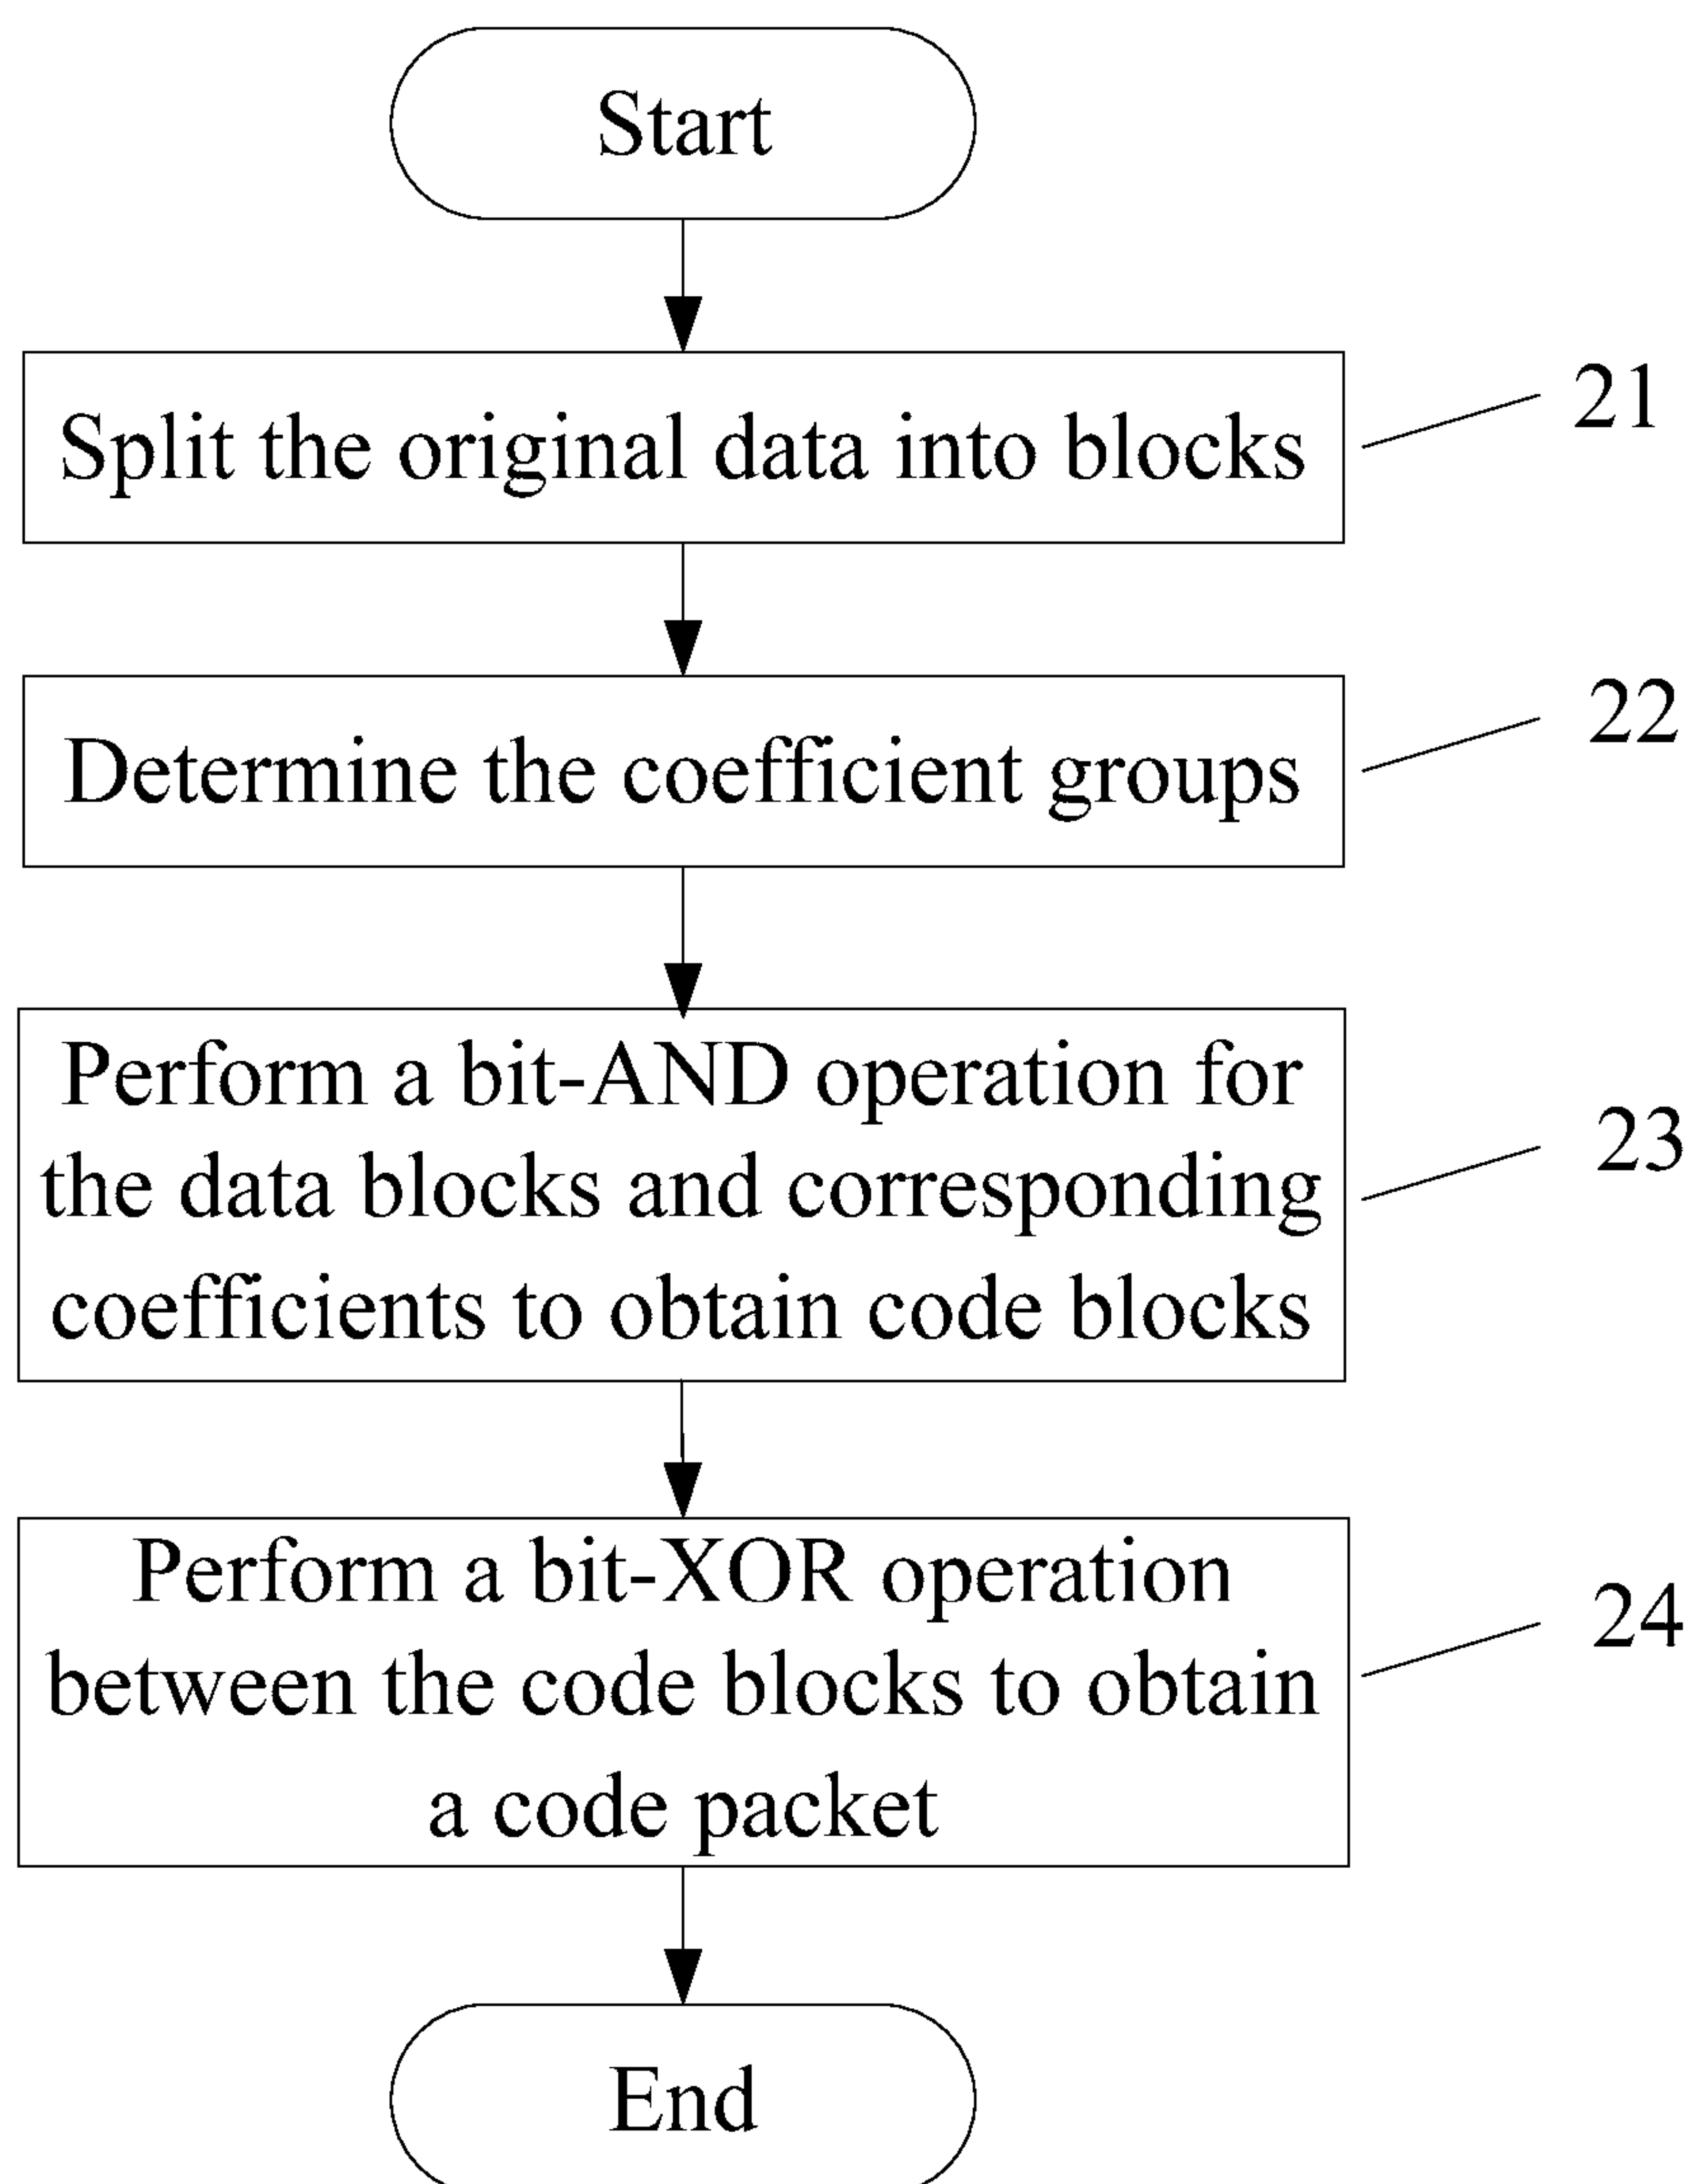 Start
Split the original data into blocks
21
Determine the coefficient groups
22
Perform a bit-AND operation for
the data blocks and corresponding
coefficients to obtain code blocks
23
Perform a bit-XOR operation
between the code blocks to obtain
a code packet
24
End